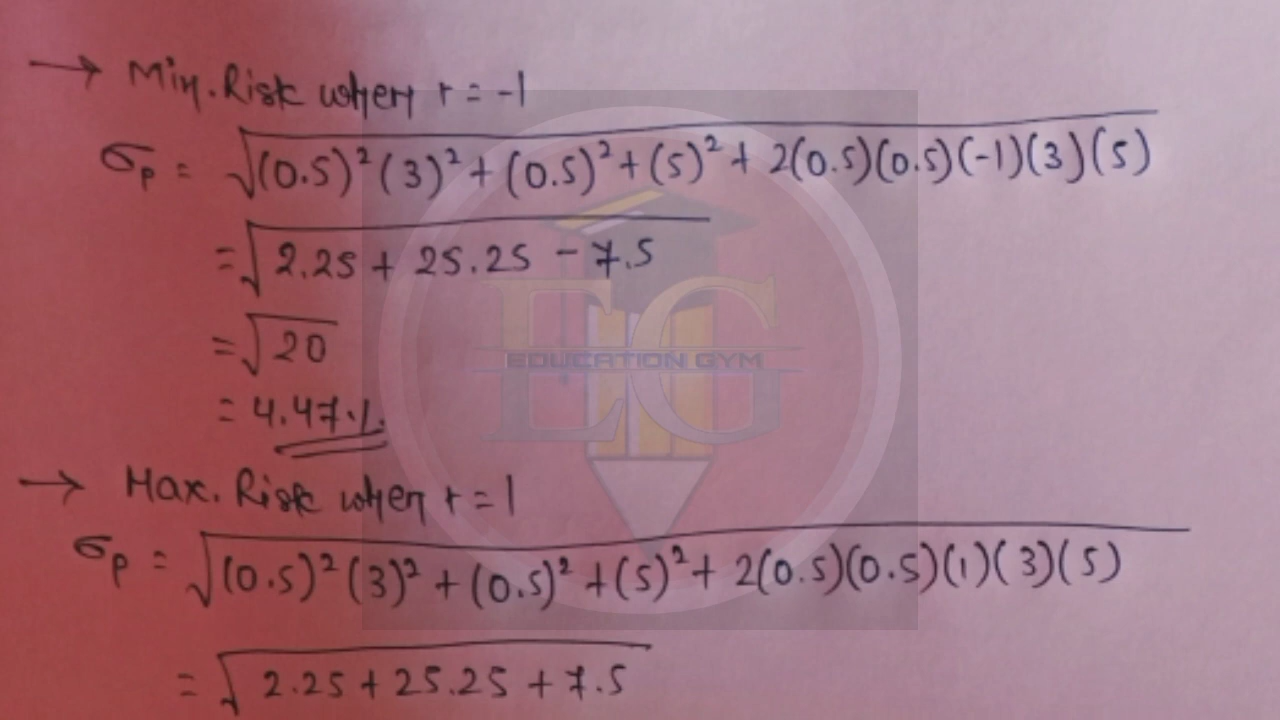 → Min. Risk when r = -1
σp = √(0.5)²(3)² + (0.5)² + (5)² + 2(0.5)(0.5)(-1)(3)(5)
= √2.25 + 25.25 - 7.5
= √20
EG
EDUCATION GYM
= 4.47%.
→ Max. Risk when r = 1
σp = √(0.5)²(3)² + (0.5)² + (5)² + 2(0.5)(0.5)(1)(3)(5)
= √2.25 + 25.25 + 7.5